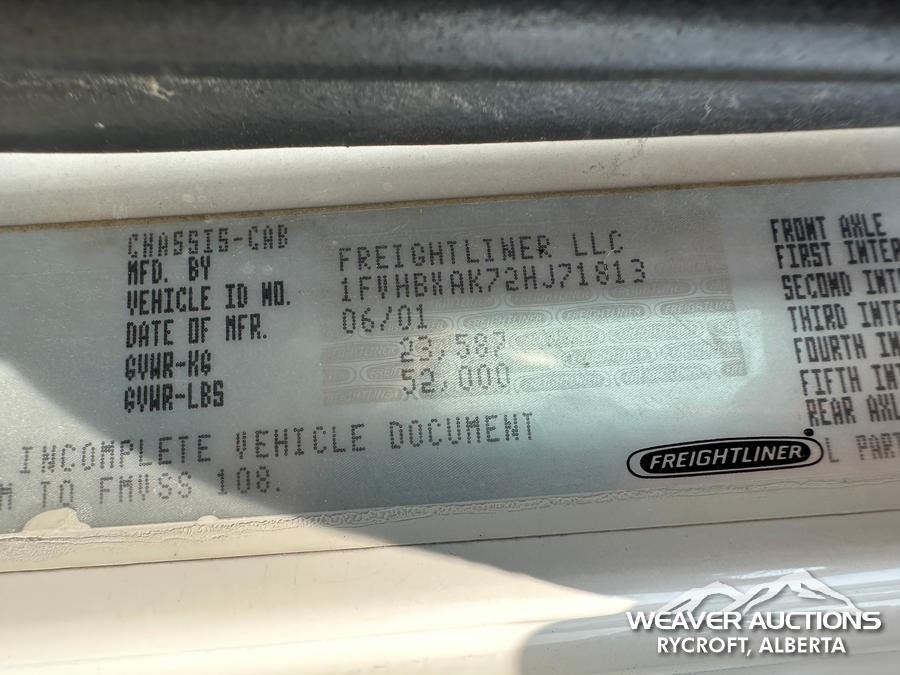 CHASSIS-CAB
MFD. BY FREIGHTLINER LLC
VEHICLE ID NO. 1FVHBXAK72HJ71813
DATE OF MFR. 06/01
GVWR-KG 23,587
GVWR-LBS 52,000
INCOMPLETE VEHICLE DOCUMENT
M TO FMVSS 108.
FRONT AXLE
FIRST INTER
SECOND INT
THIRD INTE
FOURTH IN
FIFTH INT
REAR AXL
FREIGHTLINER
L PART
WEAVER AUCTIONS
RYCROFT, ALBERTA